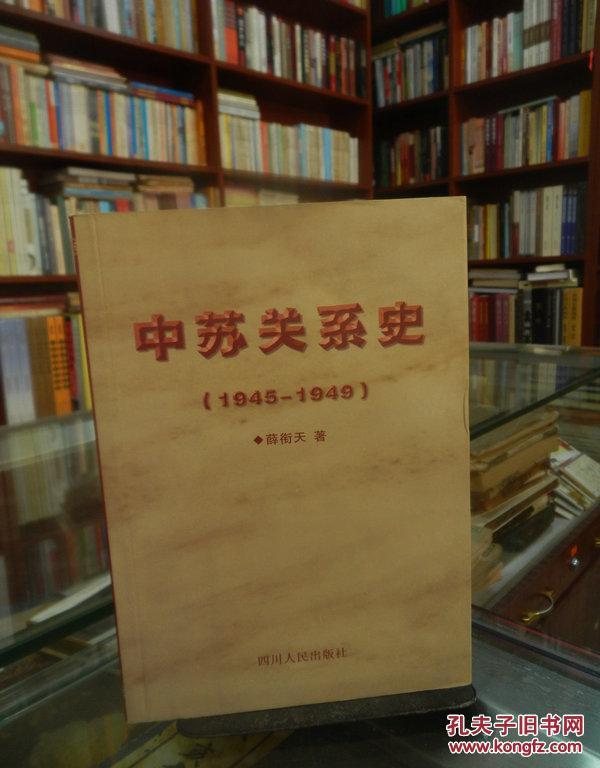 中苏关系史
(1945-1949)
◆薛衔天 著
四川人民出版社
孔夫子旧书网
www.kongfz.com